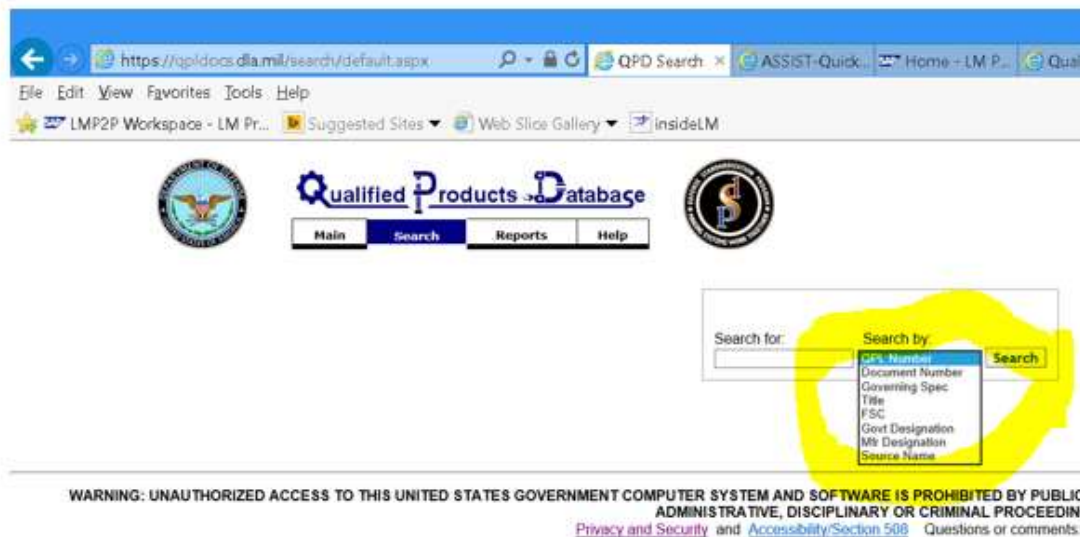 https://qpldocs.dla.mil/search/default.aspx QPD Search ASSIST-Quick... Home - LM P... Qual
File Edit View Favorites Tools Help
LMP2P Workspace - LM Pr... Suggested Sites Web Slice Gallery insideLM
Qualified Products Database
Main Search Reports Help
Search for: Search by:
QPL Number Search
Document Number
Governing Spec
Title
FSC
Govt Designation
Mfr Designation
Source Name
WARNING: UNAUTHORIZED ACCESS TO THIS UNITED STATES GOVERNMENT COMPUTER SYSTEM AND SOFTWARE IS PROHIBITED BY PUBLIC
ADMINISTRATIVE, DISCIPLINARY OR CRIMINAL PROCEEDIN
Privacy and Security and Accessibility/Section 508 Questions or comments: